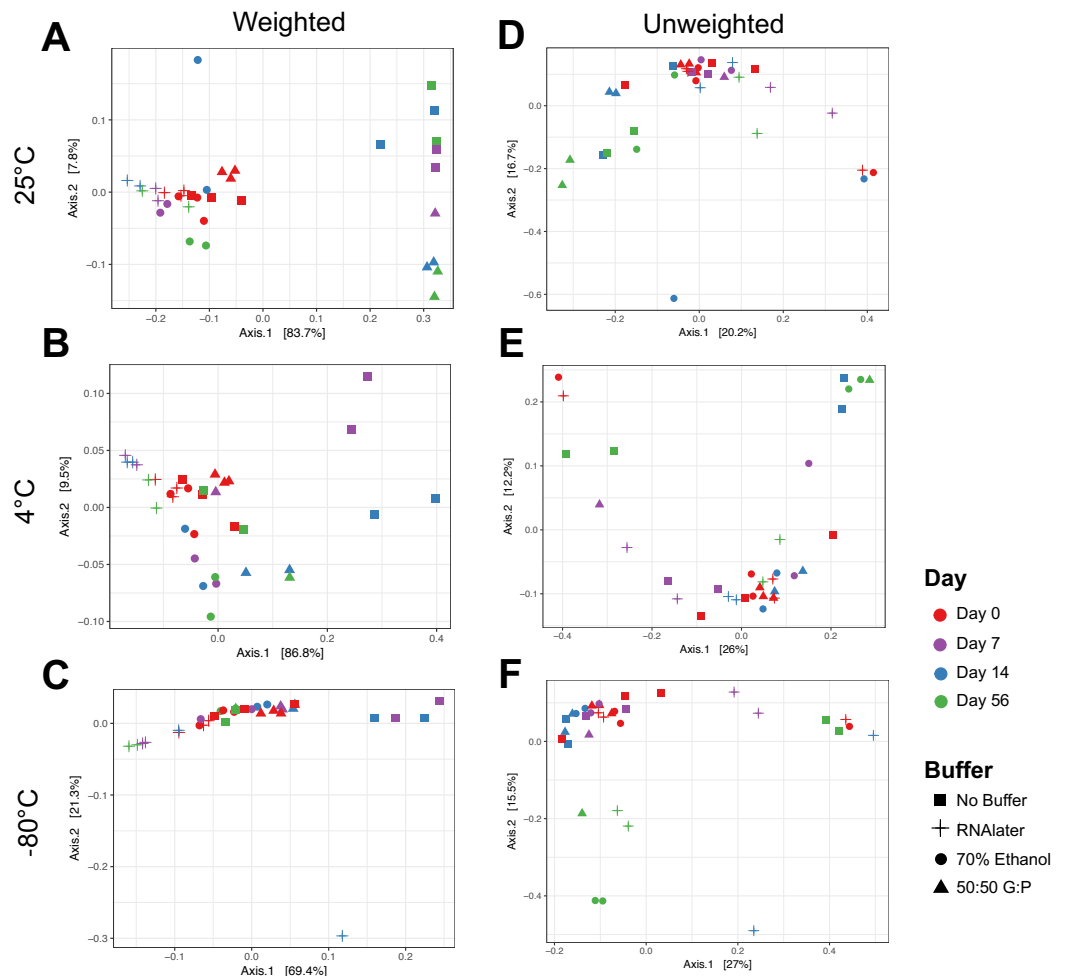 Weighted
Unweighted
A
D
25°C
Axis.2 [7.8%]
0.1
0.0
−0.1
−0.2
−0.1
0.0
0.1
0.2
0.3
Axis.1 [83.7%]
Axis.2 [16.7%]
0.0
−0.2
−0.4
−0.6
−0.2
0.0
0.2
0.4
Axis.1 [20.2%]
B
E
4°C
Axis.2 [9.5%]
0.10
0.05
0.00
−0.05
−0.10
0.0
0.2
0.4
Axis.1 [86.8%]
Axis.2 [12.2%]
0.2
0.1
0.0
−0.1
−0.4
−0.2
0.0
0.2
Axis.1 [26%]
C
F
-80°C
Axis.2 [21.3%]
0.0
−0.1
−0.2
−0.3
−0.1
0.0
0.1
0.2
Axis.1 [69.4%]
Axis.2 [15.5%]
0.0
−0.2
−0.4
−0.2
0.0
0.2
0.4
Axis.1 [27%]
Day
Day 0
Day 7
Day 14
Day 56
Buffer
No Buffer
RNAlater
70% Ethanol
50:50 G:P